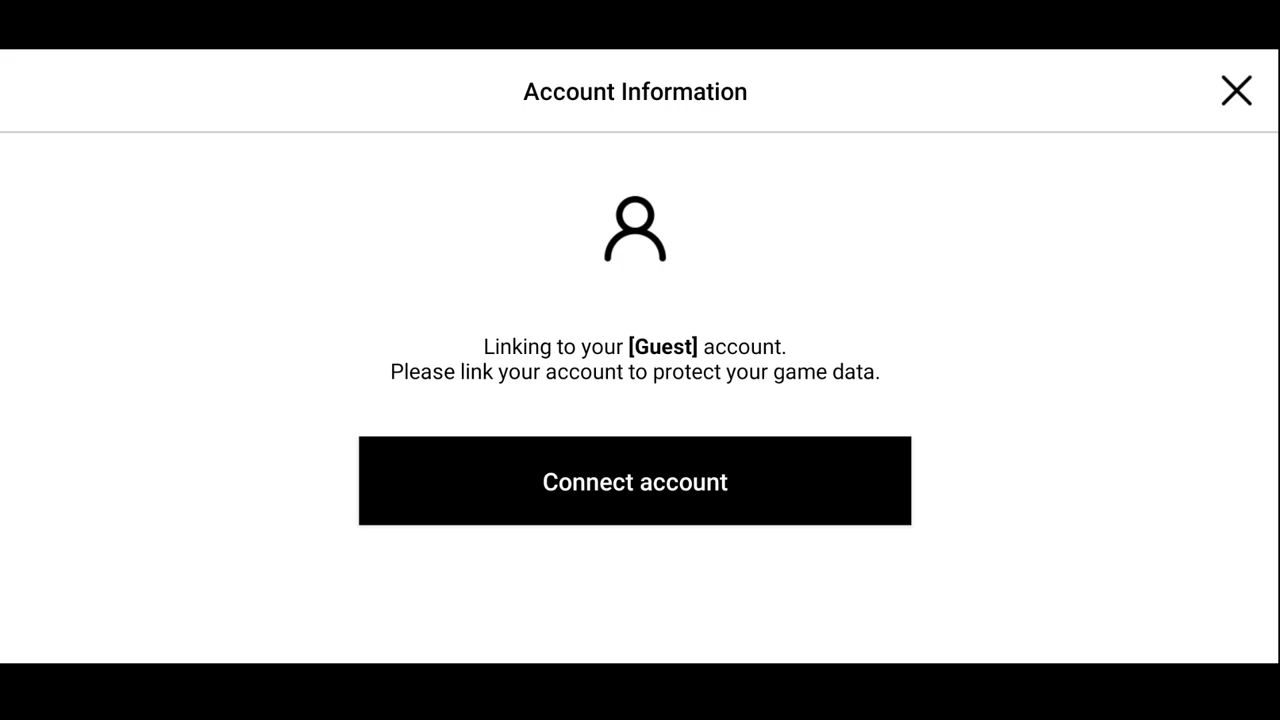 Account Information
Linking to your [Guest] account.
Please link your account to protect your game data.
Connect account